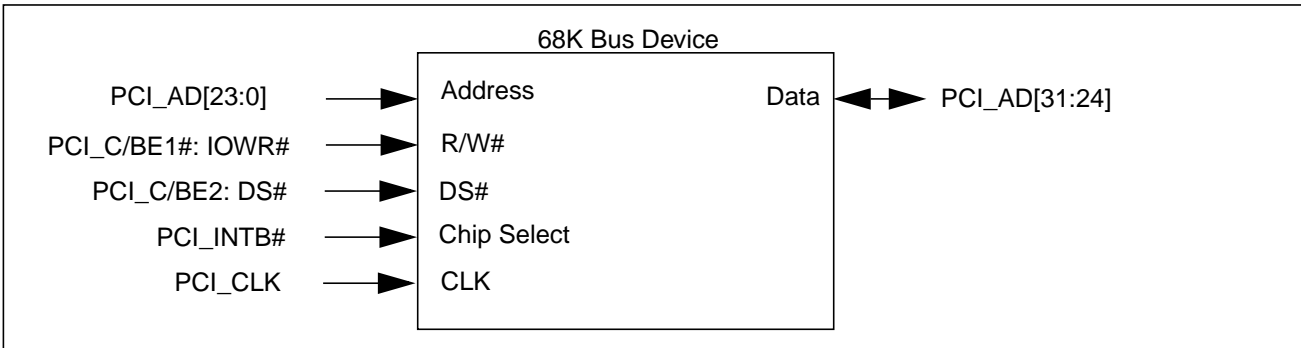 68K Bus Device
PCI_AD[23:0] Address Data PCI_AD[31:24]
PCI_C/BE1#: IOWR# R/W#
PCI_C/BE2: DS# DS#
PCI_INTB# Chip Select
PCI_CLK CLK